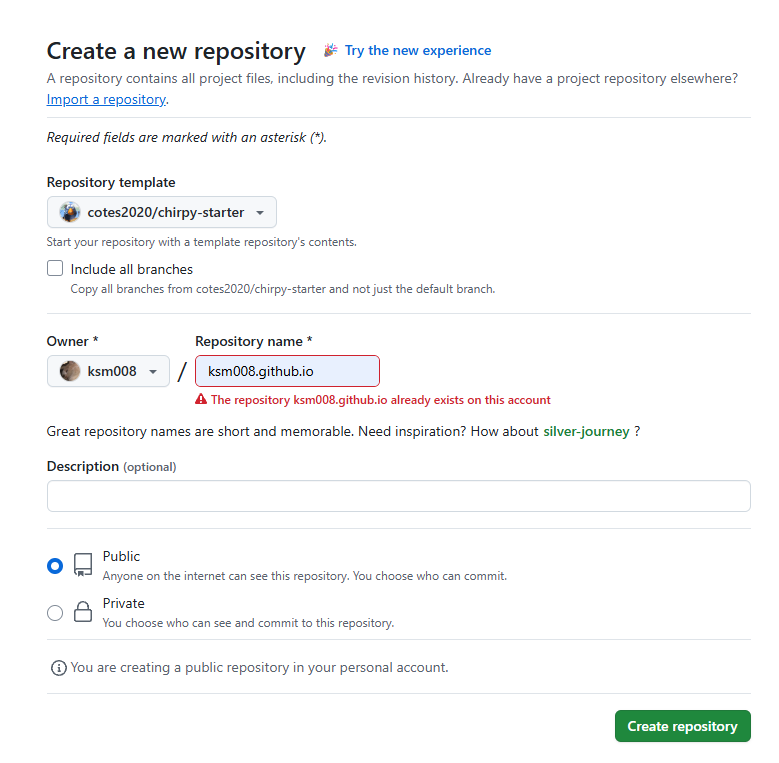 Create a new repository 🎉 Try the new experience
A repository contains all project files, including the revision history. Already have a project repository elsewhere?
Import a repository.
Required fields are marked with an asterisk (*).
Repository template
cotes2020/chirpy-starter
Start your repository with a template repository's contents.
Include all branches
Copy all branches from cotes2020/chirpy-starter and not just the default branch.
Owner * Repository name *
ksm008 / ksm008.github.io
The repository ksm008.github.io already exists on this account
Great repository names are short and memorable. Need inspiration? How about silver-journey ?
Description (optional)
Public
Anyone on the internet can see this repository. You choose who can commit.
Private
You choose who can see and commit to this repository.
You are creating a public repository in your personal account.
Create repository